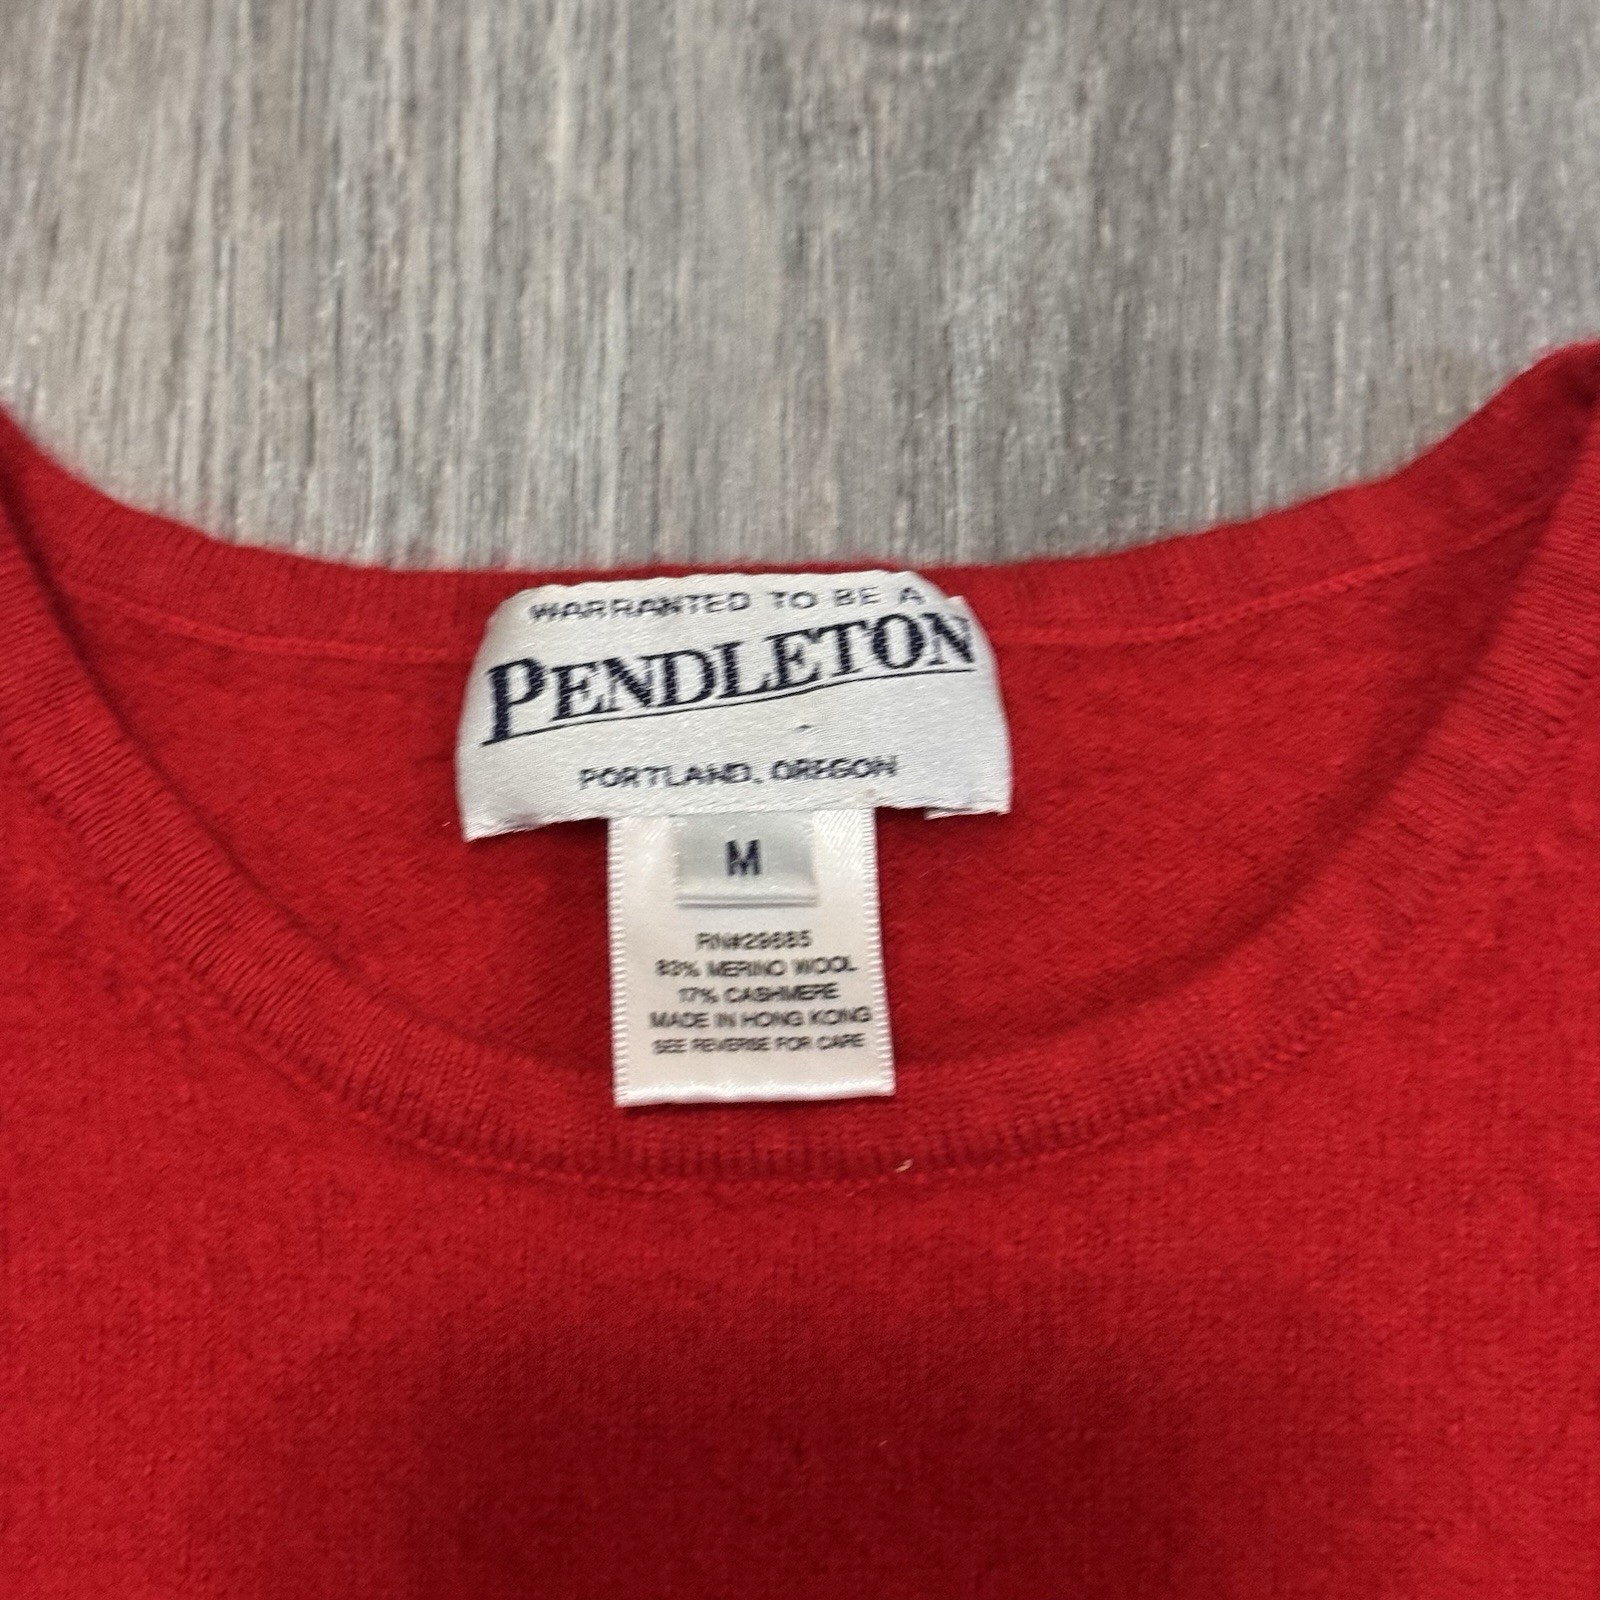 WARRANTED TO BE A
PENDLETON
PORTLAND, OREGON
M
RN#29685
83% MERINO WOOL
17% CASHMERE
MADE IN HONG KONG
SEE REVERSE FOR CARE